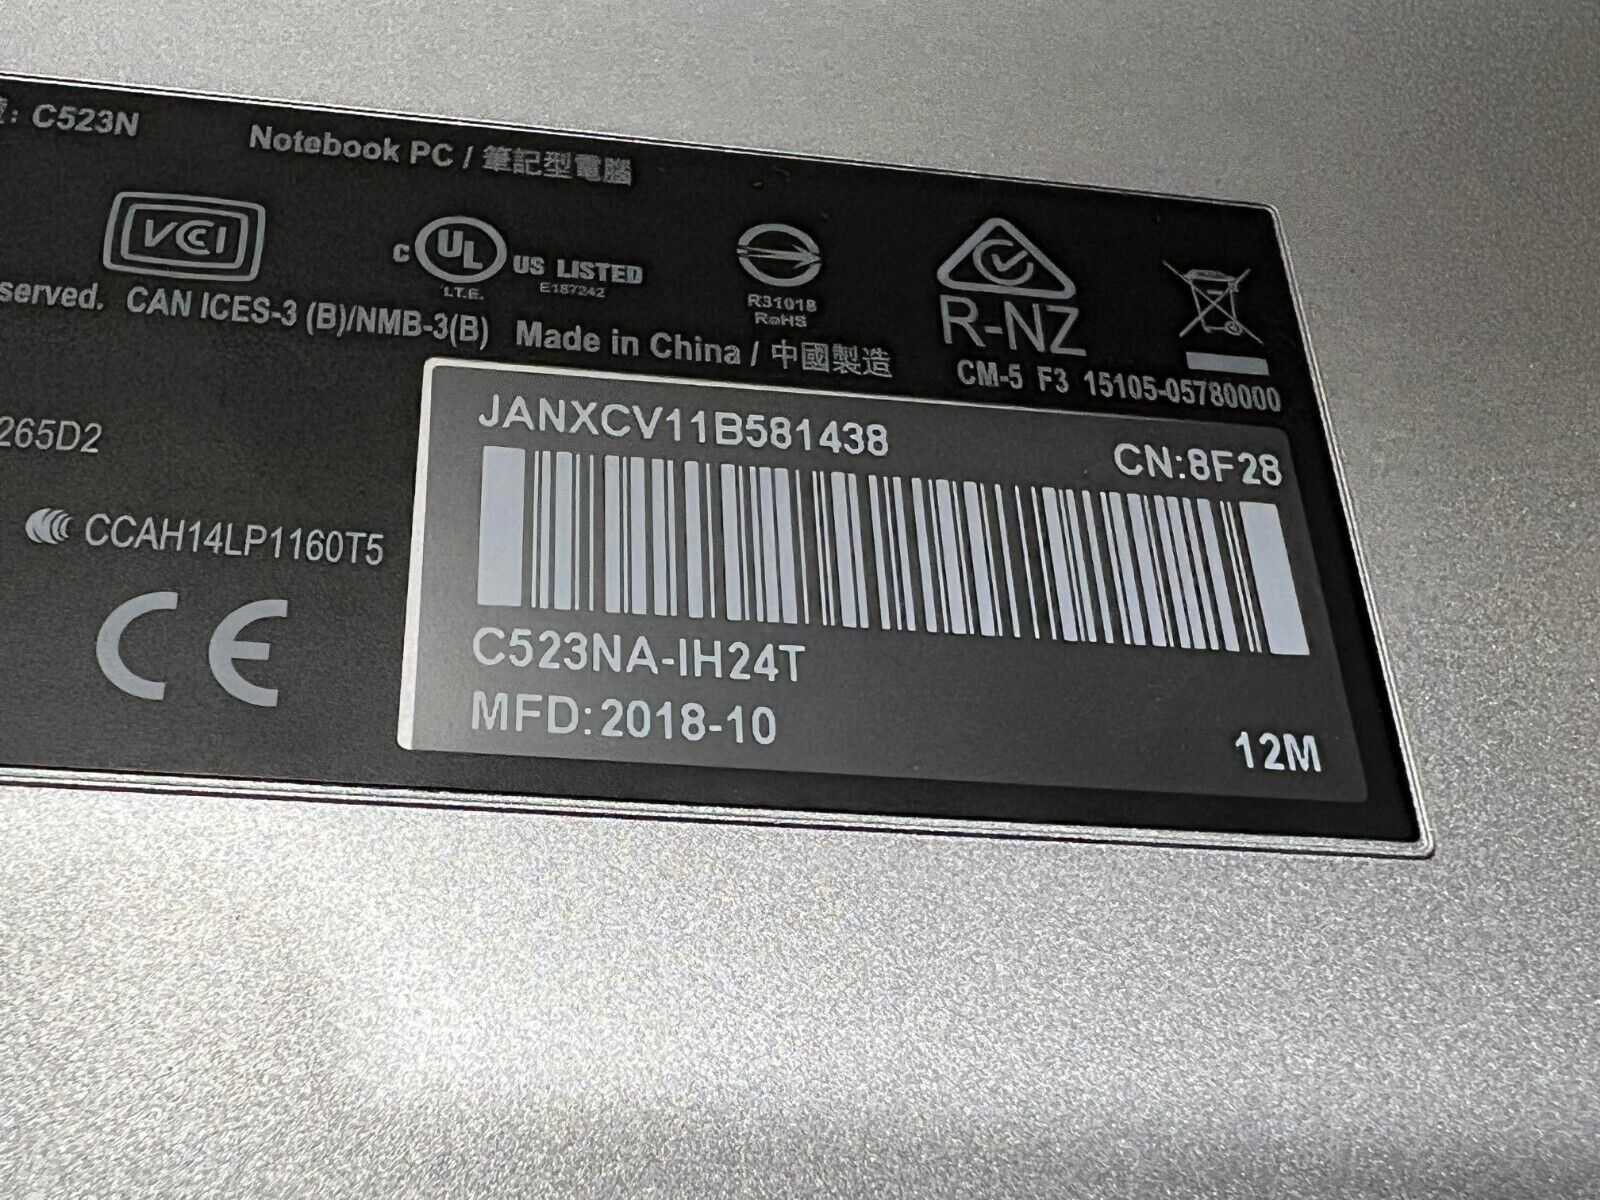 : C523N
Notebook PC / 筆記型電腦
VCCI
C UL US LISTED
I.T.E.
E187242
R31018
RoHS
R-NZ
served. CAN ICES-3 (B)/NMB-3(B) Made in China / 中國製造
CM-5 F3 15105-05780000
265D2
CCAH14LP1160T5
CE
JANXCV11B581438
CN:8F28
C523NA-IH24T
MFD:2018-10
12M